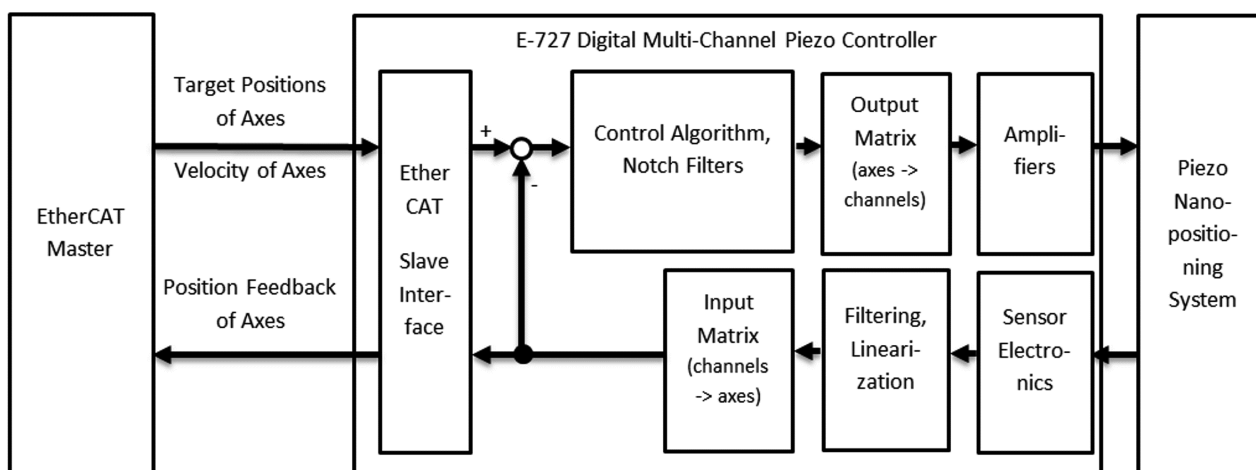 E-727 Digital Multi-Channel Piezo Controller
EtherCAT
Master
Target Positions
of Axes
Velocity of Axes
Position Feedback
of Axes
Ether
CAT
Slave
Inter-
face
+
-
Control Algorithm,
Notch Filters
Output
Matrix
(axes ->
channels)
Ampli-
fiers
Piezo
Nano-
positio-
ning
System
Input
Matrix
(channels
-> axes)
Filtering,
Lineari-
zation
Sensor
Electro-
nics